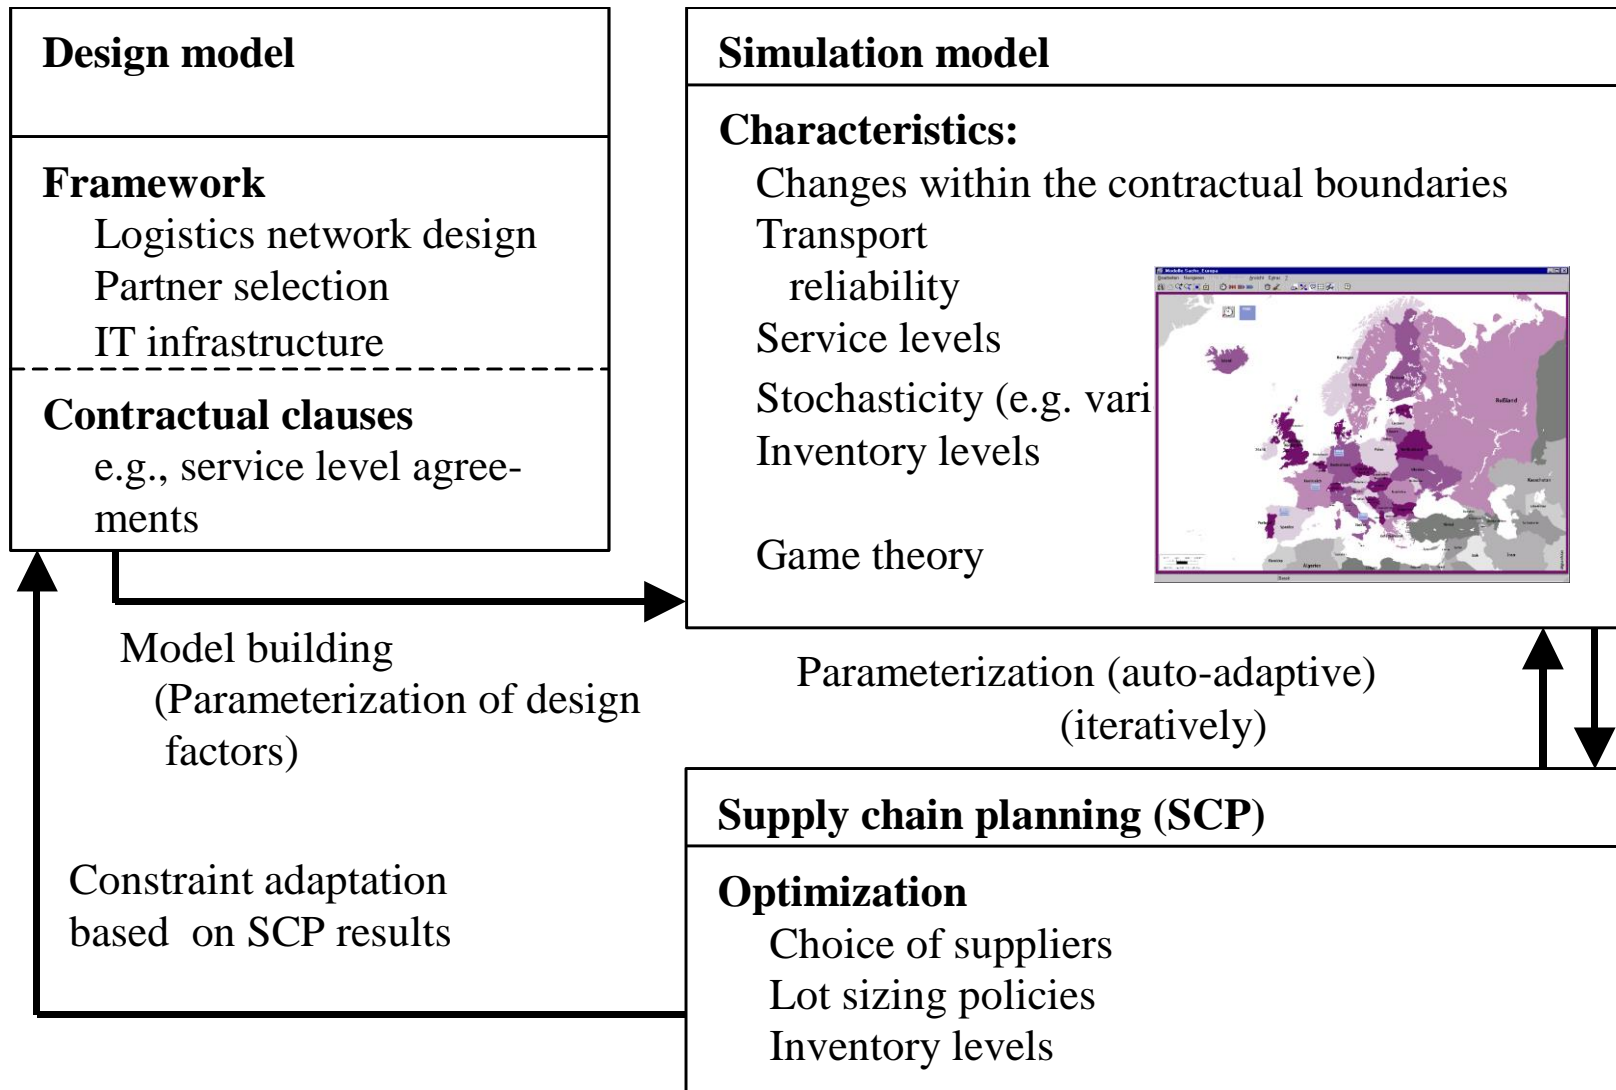 Design model
Framework
Logistics network design
Partner selection
IT infrastructure
Contractual clauses
e.g., service level agree-
ments
Simulation model
Characteristics:
Changes within the contractual boundaries
Transport
reliability
Service levels
Stochasticity (e.g. vari
Inventory levels
Game theory
Rußland
Model building
(Parameterization of design
factors)
Parameterization (auto-adaptive)
(iteratively)
Constraint adaptation
based on SCP results
Supply chain planning (SCP)
Optimization
Choice of suppliers
Lot sizing policies
Inventory levels